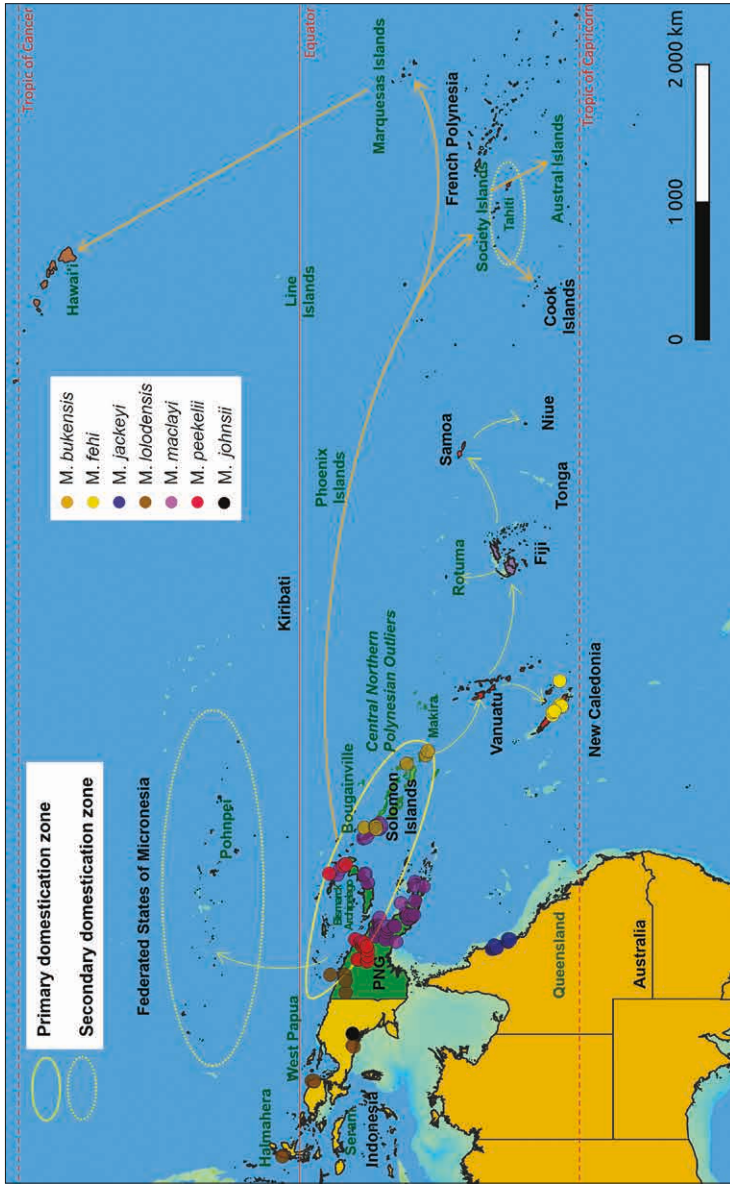 Primary domestication zone
Secondary domestication zone
M. bukensis
M. fehi
M. jackeyi
M. lolodensis
M. maclayi
M. peekelii
M. johnsii
Tropic of Cancer
Hawai'i
Federated States of Micronesia
Pohnpei
Kiribati
Line
Islands
Equator
Halmahera
West Papua
Seram
Indonesia
PNG
Bismarck
Archipelago
Bougainville
Solomon
Islands
Central Northern
Polynesian Outliers
Makira
Phoenix
Islands
Marquesas Islands
French Polynesia
Society Islands
Tahiti
Austral Islands
Cook
Islands
Samoa
Niue
Tonga
Rotuma
Fiji
Vanuatu
New Caledonia
Queensland
Australia
Tropic of Capricorn
0
1 000
2 000 km